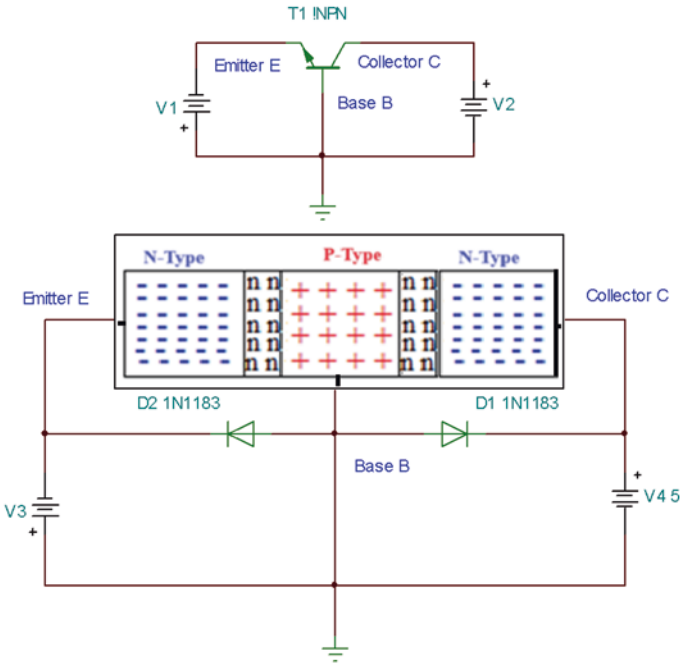 T1 !NPN
Emitter E
Collector C
V1
+
Base B
+
V2
N-Type
P-Type
N-Type
n n n n
n n n n
n n n n
n n n n
n n n n
Emitter E
Collector C
D2 1N1183
D1 1N1183
Base B
V3
+
+
V4 5